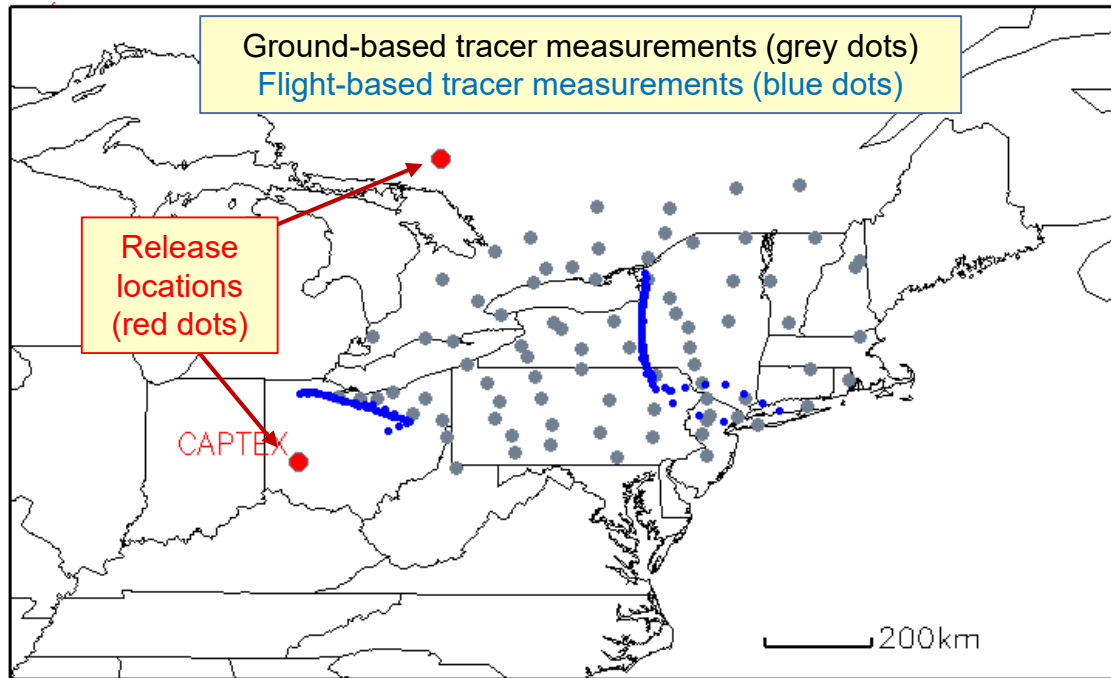 Ground-based tracer measurements (grey dots)
Flight-based tracer measurements (blue dots)
Release
locations
(red dots)
CAPTEX
200km